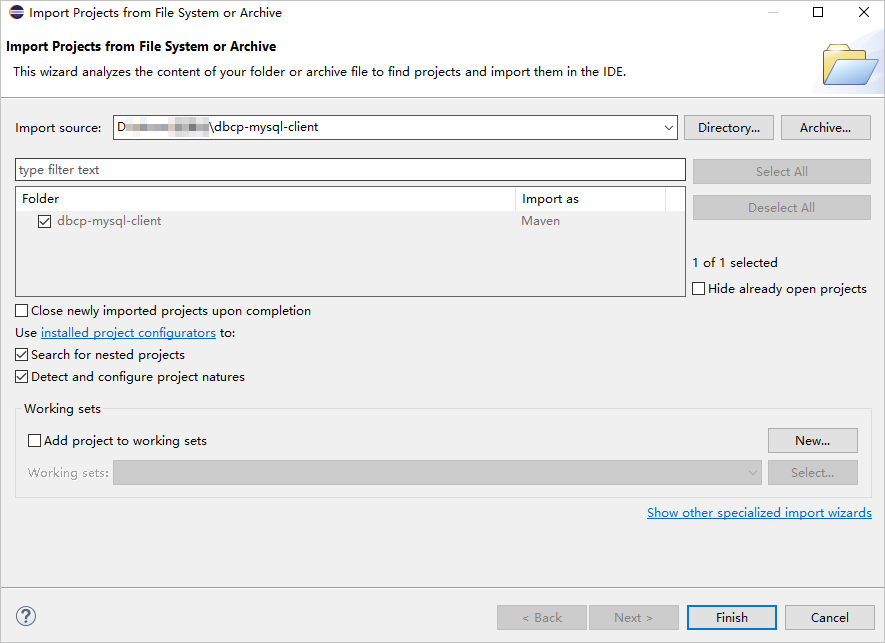 Import Projects from File System or Archive
Import Projects from File System or Archive
This wizard analyzes the content of your folder or archive file to find projects and import them in the IDE.
Import source: D \dbcp-mysql-client Directory... Archive...
type filter text Select All
Folder Import as
dbcp-mysql-client Maven
Deselect All
1 of 1 selected
Hide already open projects
Close newly imported projects upon completion
Use installed project configurators to:
Search for nested projects
Detect and configure project natures
Working sets
Add project to working sets New...
Working sets: Select...
Show other specialized import wizards
? < Back Next > Finish Cancel